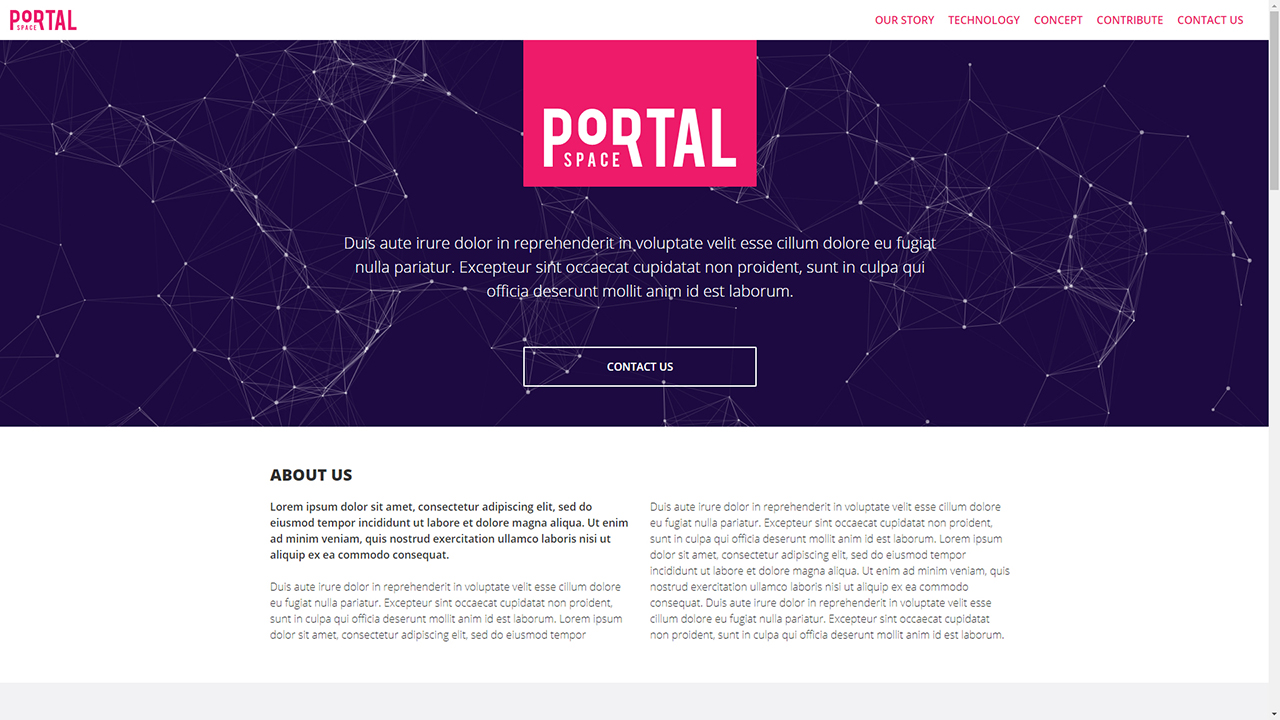 PORTAL
SPACE
OUR STORY TECHNOLOGY CONCEPT CONTRIBUTE CONTACT US
PORTAL
SPACE
Duis aute irure dolor in reprehenderit in voluptate velit esse cillum dolore eu fugiat
nulla pariatur. Excepteur sint occaecat cupidatat non proident, sunt in culpa qui
officia deserunt mollit anim id est laborum.
CONTACT US
ABOUT US
Lorem ipsum dolor sit amet, consectetur adipiscing elit, sed do
eiusmod tempor incididunt ut labore et dolore magna aliqua. Ut enim
ad minim veniam, quis nostrud exercitation ullamco laboris nisi ut
aliquip ex ea commodo consequat.
Duis aute irure dolor in reprehenderit in voluptate velit esse cillum dolore
eu fugiat nulla pariatur. Excepteur sint occaecat cupidatat non proident,
sunt in culpa qui officia deserunt mollit anim id est laborum. Lorem ipsum
dolor sit amet, consectetur adipiscing elit, sed do eiusmod tempor
Duis aute irure dolor in reprehenderit in voluptate velit esse cillum dolore
eu fugiat nulla pariatur. Excepteur sint occaecat cupidatat non proident,
sunt in culpa qui officia deserunt mollit anim id est laborum. Lorem ipsum
dolor sit amet, consectetur adipiscing elit, sed do eiusmod tempor
incididunt ut labore et dolore magna aliqua. Ut enim ad minim veniam, quis
nostrud exercitation ullamco laboris nisi ut aliquip ex ea commodo
consequat. Duis aute irure dolor in reprehenderit in voluptate velit esse
cillum dolore eu fugiat nulla pariatur. Excepteur sint occaecat cupidatat
non proident, sunt in culpa qui officia deserunt mollit anim id est laborum.